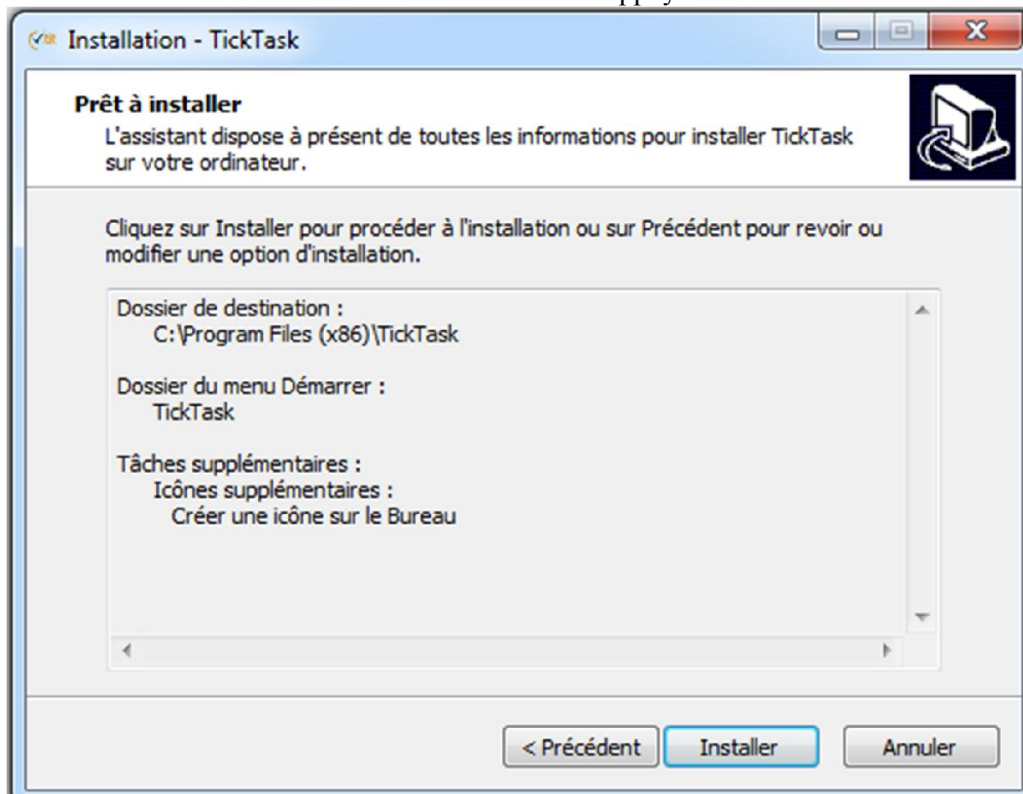 Installation - TickTask
Prêt à installer
L'assistant dispose à présent de toutes les informations pour installer TickTask
sur votre ordinateur.
Cliquez sur Installer pour procéder à l'installation ou sur Précédent pour revoir ou
modifier une option d'installation.
Dossier de destination :
C:\Program Files (x86)\TickTask
Dossier du menu Démarrer :
TickTask
Tâches supplémentaires :
Icônes supplémentaires :
Créer une icône sur le Bureau
< Précédent
Installer
Annuler